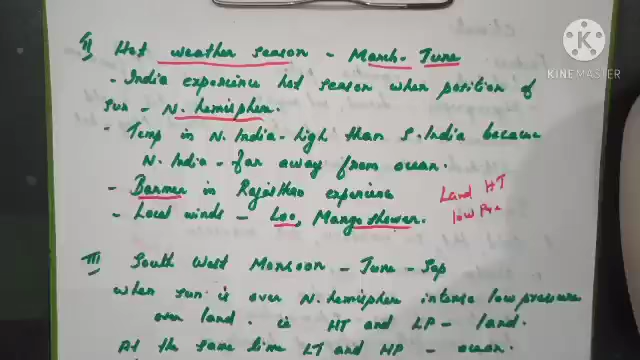 II Hot weather season - March - June
- India experience hot season when position of
sun - N. hemispher
- Temp in N. India - high than S. India because
N. India - far away from ocean.
- Barmer in Rajasthan experience
- Local winds - Loo, Mango shower.
Land HT
low Pre
III South West Monsoon - June - Sep
when sun is over N. hemispher intense low pressure
over land. ie HT and LP - land.
At the same time LT and HP - ocean.
KINEMASTER